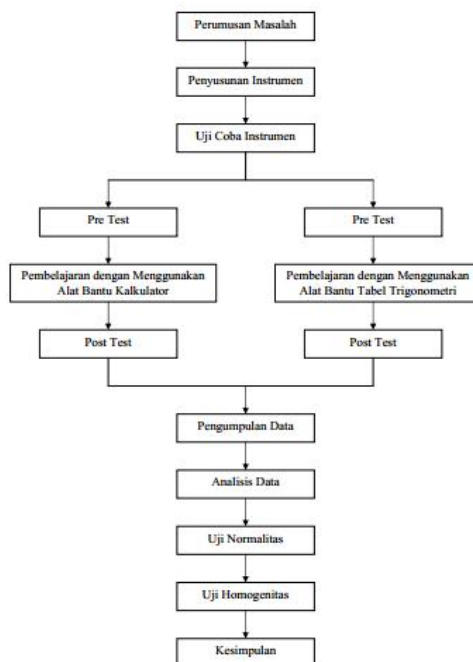 Perumusan Masalah
Penyusunan Instrumen
Uji Coba Instrumen
Pre Test
Pre Test
Pembelajaran dengan Menggunakan
Alat Bantu Kalkulator
Pembelajaran dengan Menggunakan
Alat Bantu Tabel Trigonometri
Post Test
Post Test
Pengumpulan Data
Analisis Data
Uji Normalitas
Uji Homogenitas
Kesimpulan